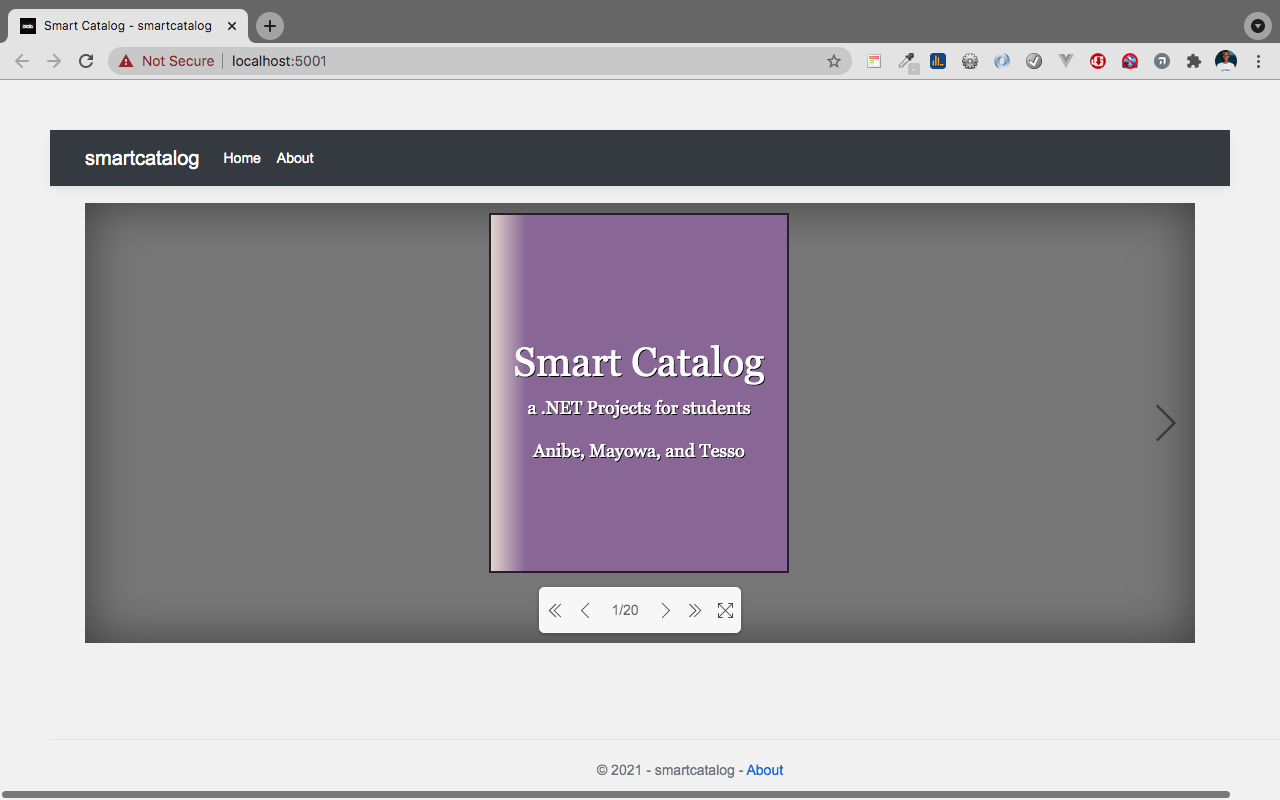 Smart Catalog - smartcatalog
Not Secure | localhost:5001
smartcatalog Home About
Smart Catalog
a .NET Projects for students
Anibe, Mayowa, and Tesso
1/20
© 2021 - smartcatalog - About